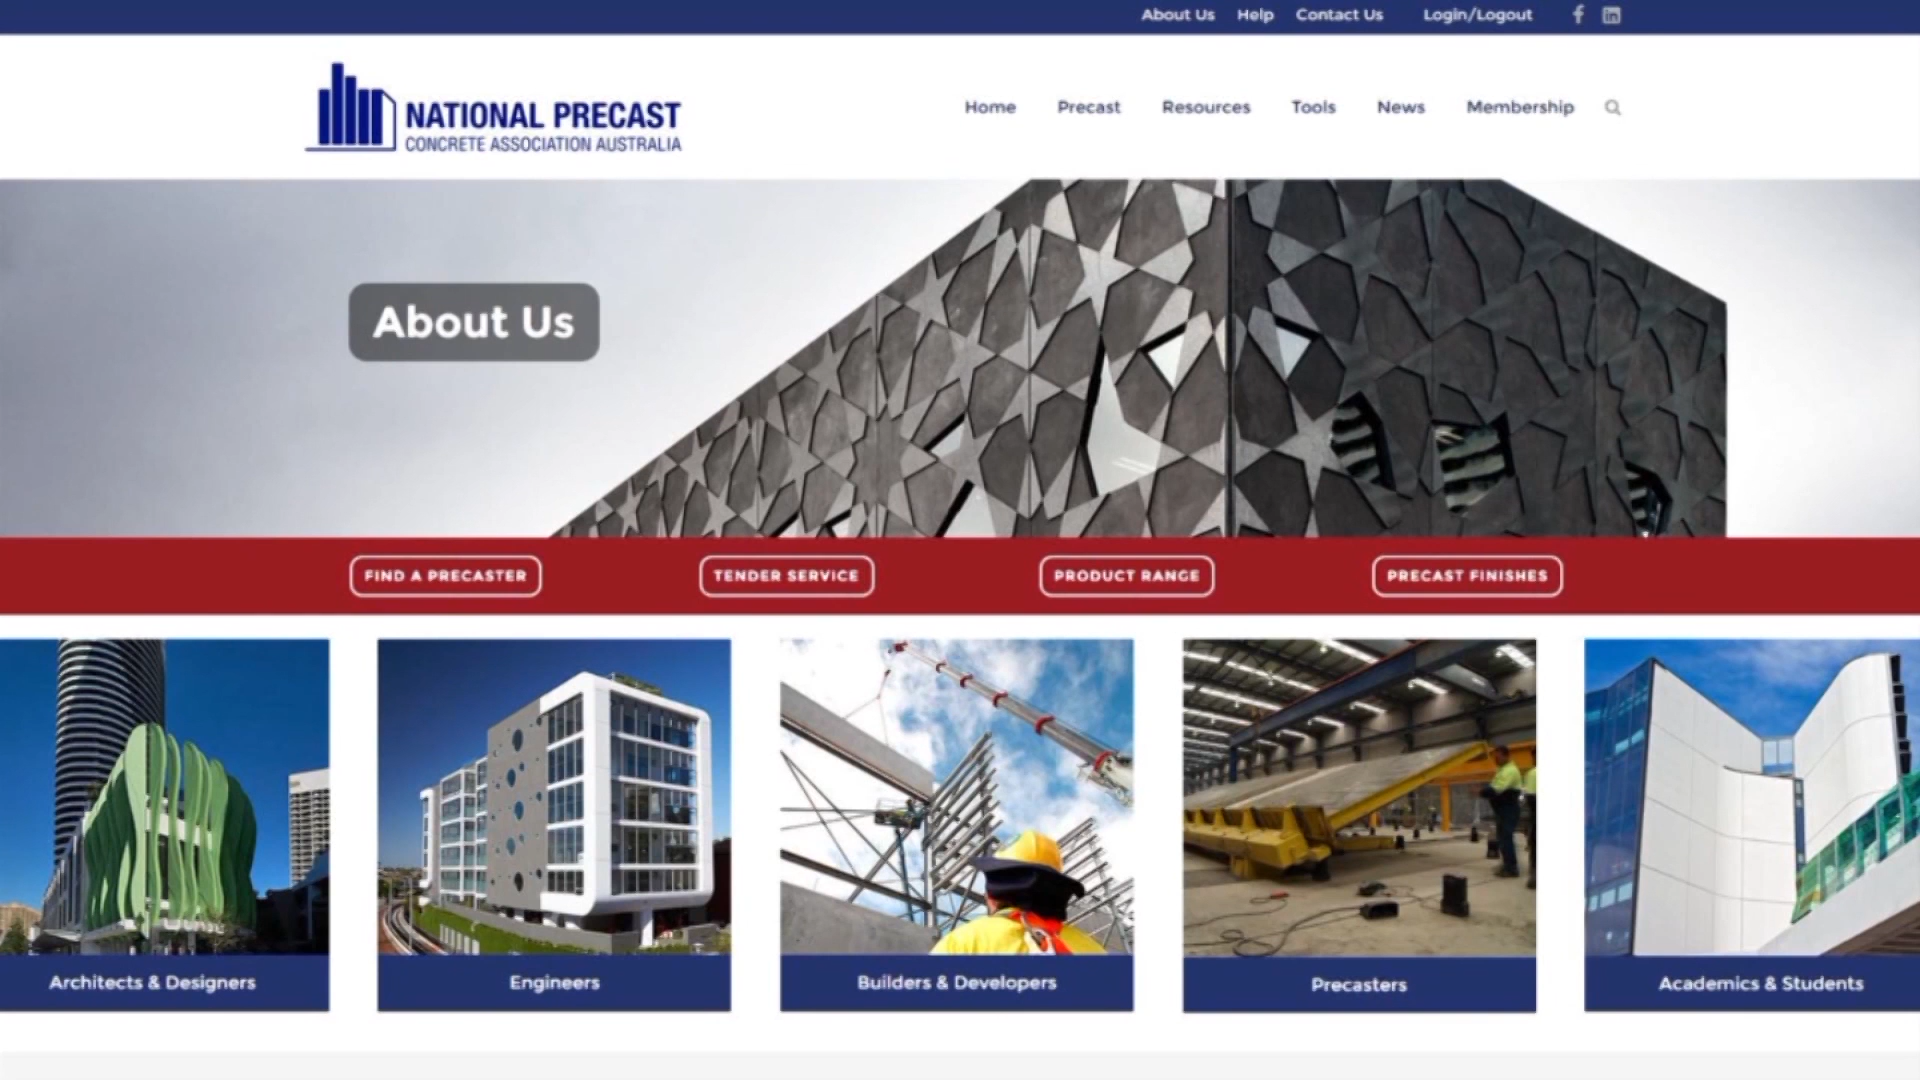 About Us Help Contact Us Login/Logout
NATIONAL PRECAST
CONCRETE ASSOCIATION AUSTRALIA
Home Precast Resources Tools News Membership
About Us
FIND A PRECASTER TENDER SERVICE PRODUCT RANGE PRECAST FINISHES
Architects & Designers Engineers Builders & Developers Precasters Academics & Students